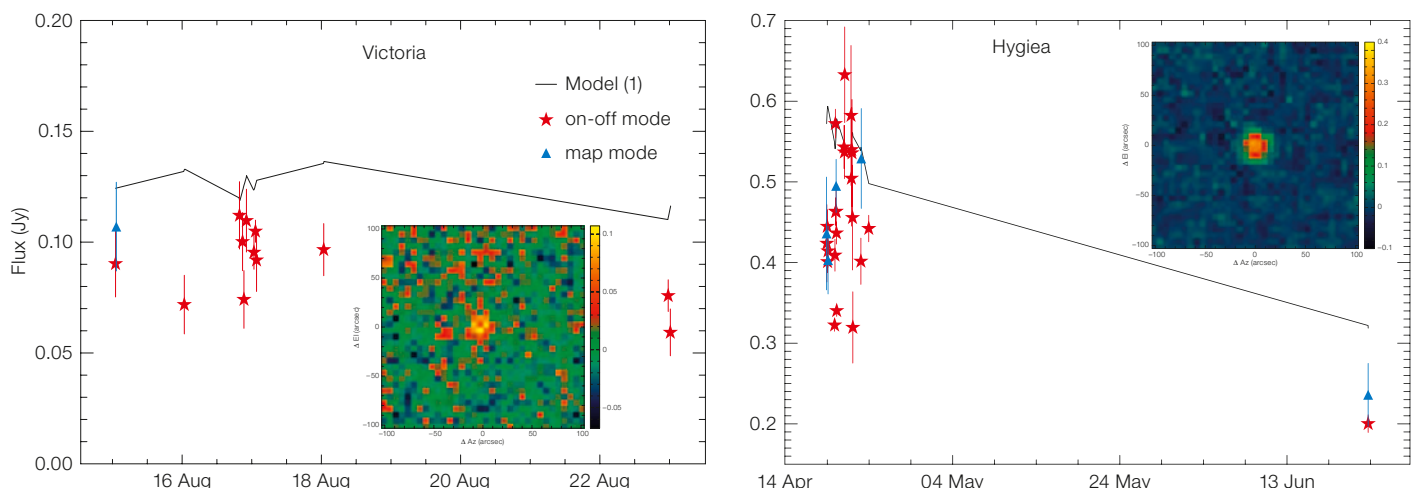 Victoria
Model (1)
on-off mode
map mode
Flux (Jy)
0.20
0.15
0.10
0.05
0.00
16 Aug
18 Aug
20 Aug
22 Aug
100
50
0
−50
−100
Δ El (arcsec)
−100
−50
0
50
100
Δ Az (arcsec)
0.1
0.05
0
−0.05
Hygiea
0.7
0.6
0.5
0.4
0.3
0.2
14 Apr
04 May
24 May
13 Jun
100
50
0
−50
−100
Δ El (arcsec)
−100
−50
0
50
100
Δ Az (arcsec)
0.4
0.3
0.2
0.1
0
−0.1